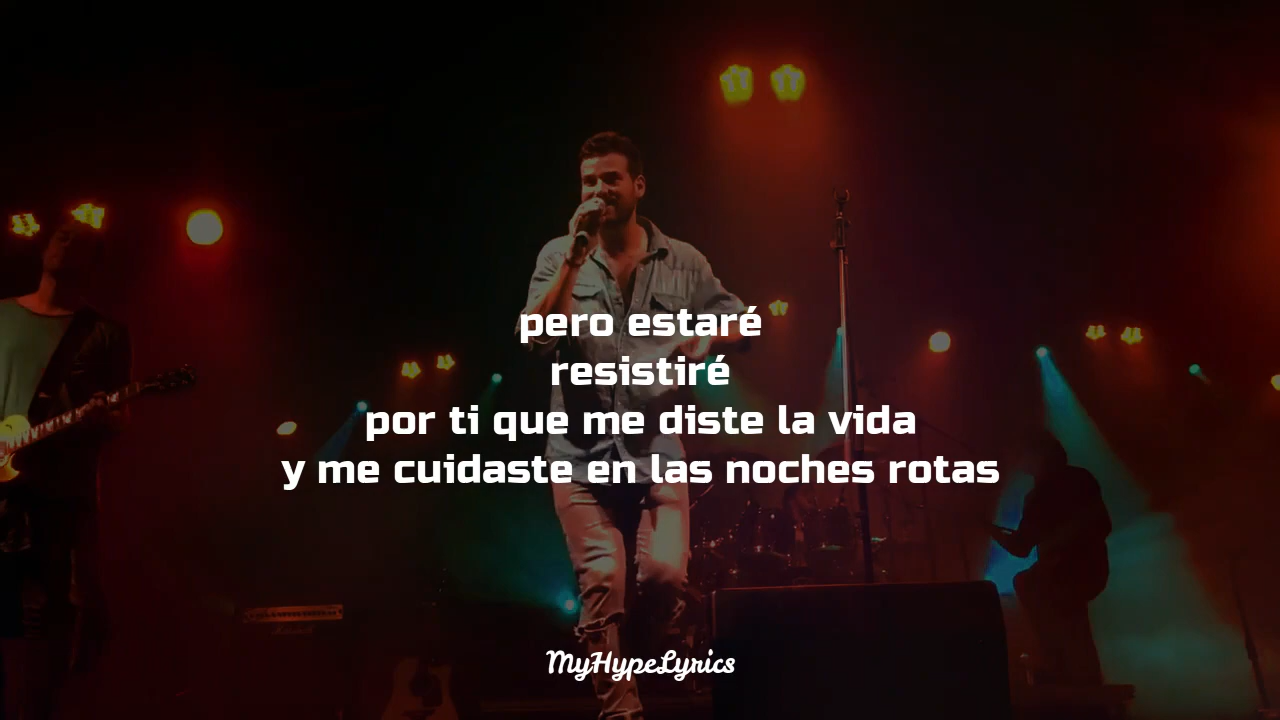 pero estaré
resistiré
por ti que me diste la vida
y me cuidaste en las noches rotas
MyHypeLyrics